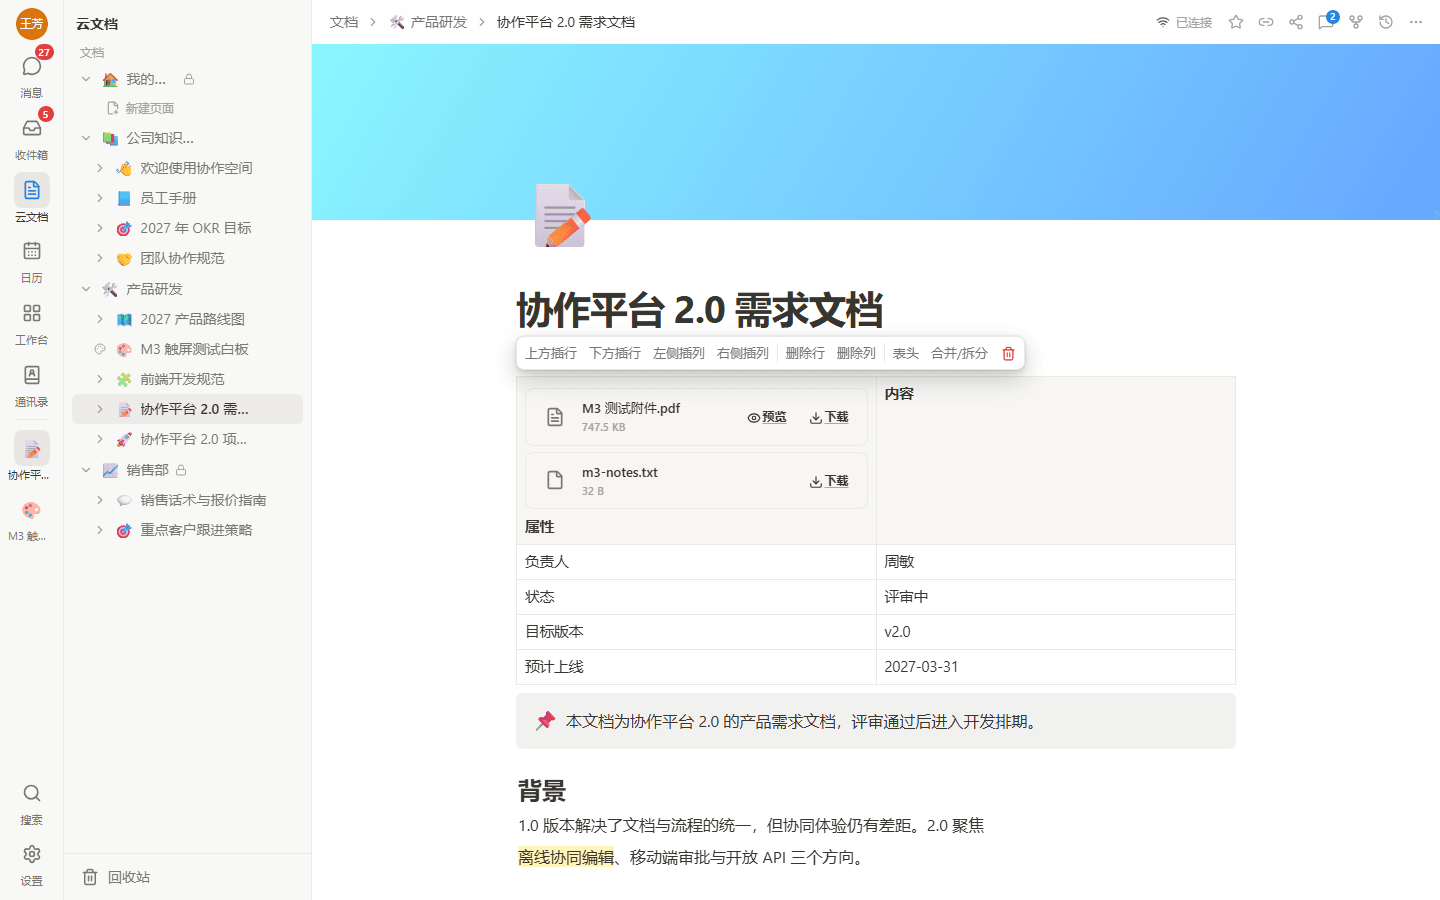 王芳
27
消息
5
收件箱
云文档
日历
工作台
通讯录
协作平...
M3 触...
搜索
设置
云文档
文档
我的...
新建页面
公司知识...
欢迎使用协作空间
员工手册
2027 年 OKR 目标
团队协作规范
产品研发
2027 产品路线图
M3 触屏测试白板
前端开发规范
协作平台 2.0 需...
协作平台 2.0 项...
销售部
销售话术与报价指南
重点客户跟进策略
回收站
文档 产品研发 协作平台 2.0 需求文档
已连接 2
协作平台 2.0 需求文档
上方插行 下方插行 左侧插列 右侧插列 删除行 删除列 表头 合并/拆分
M3 测试附件.pdf
747.5 KB
预览 下载
m3-notes.txt
32 B
下载
属性 内容
负责人 周敏
状态 评审中
目标版本 v2.0
预计上线 2027-03-31
本文档为协作平台 2.0 的产品需求文档，评审通过后进入开发排期。
背景
1.0 版本解决了文档与流程的统一，但协同体验仍有差距。2.0 聚焦
离线协同编辑、移动端审批与开放 API 三个方向。